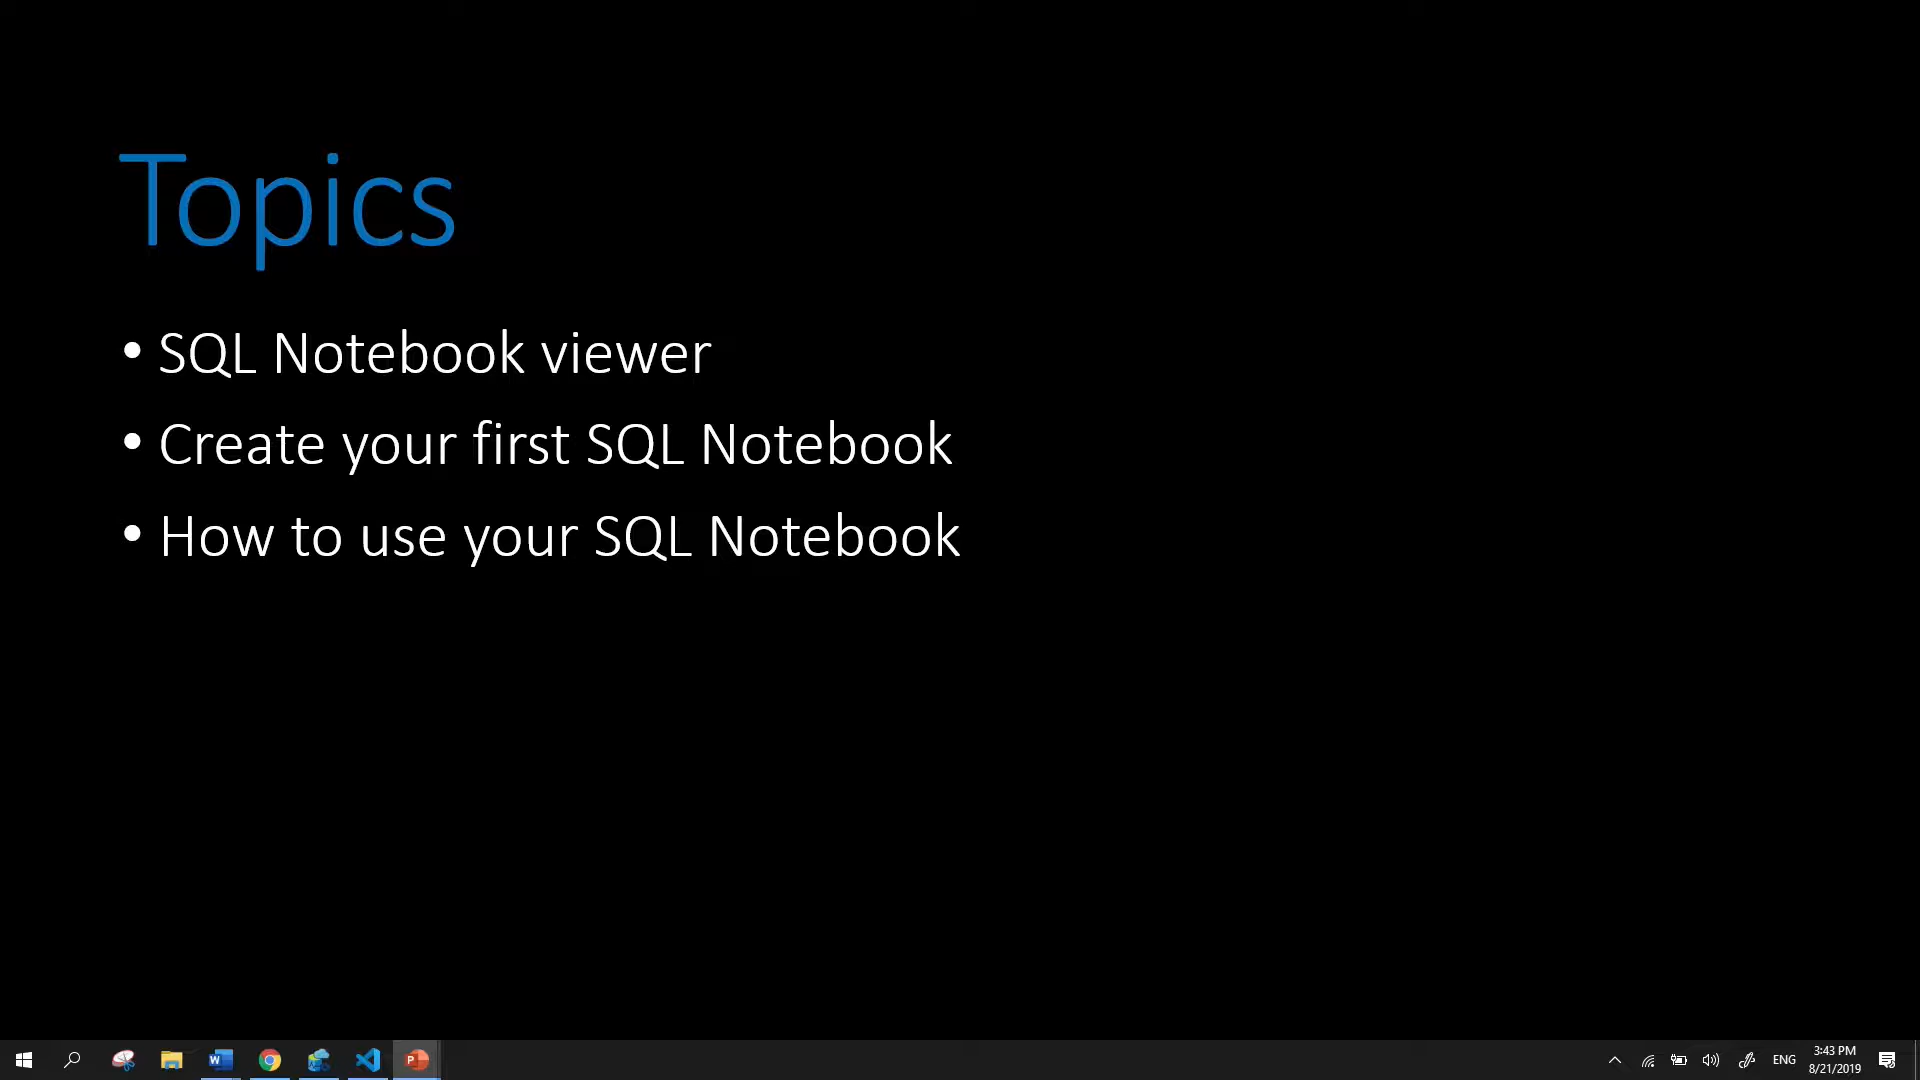 Topics
• SQL Notebook viewer
• Create your first SQL Notebook
• How to use your SQL Notebook
ENG
3:43 PM
8/21/2019